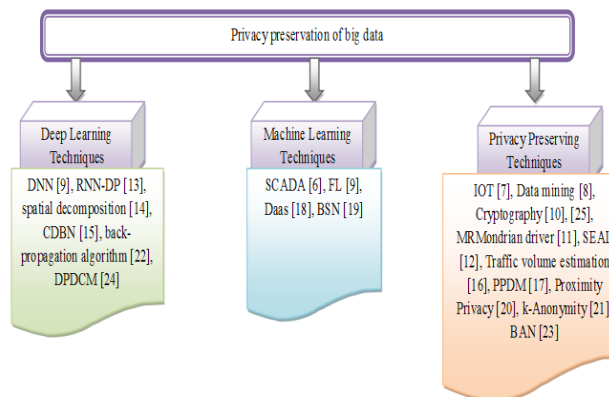 Privacy preservation of big data
Deep Learning
Techniques
DNN [9], RNN-DP [13],
spatial decomposition [14],
CDBN [15], back-
propagation algorithm [22],
DPDCM [24]
Machine Learning
Techniques
SCADA [6], FL [9],
Daas [18], BSN [19]
Privacy Preserving
Techniques
IOT [7], Data mining [8],
Cryptography [10], [25],
MRMondrian driver [11], SEAL
[12], Traffic volume estimation
[16], PPDM [17], Proximity
Privacy [20], k-Anonymity [21]
BAN [23]